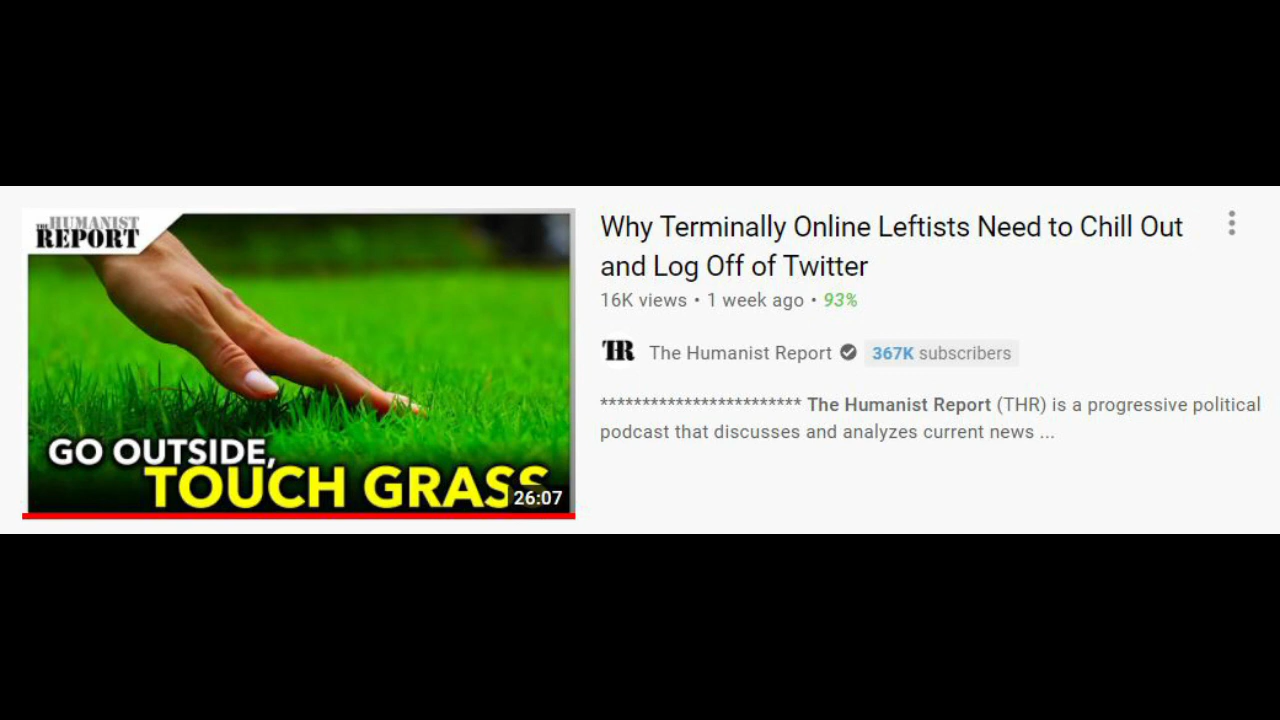 THE HUMANIST
REPORT
GO OUTSIDE,
TOUCH GRASS
26:07
Why Terminally Online Leftists Need to Chill Out
and Log Off of Twitter
16K views • 1 week ago • 93%
THR
The Humanist Report 367K subscribers
************************ The Humanist Report (THR) is a progressive political
podcast that discusses and analyzes current news ...